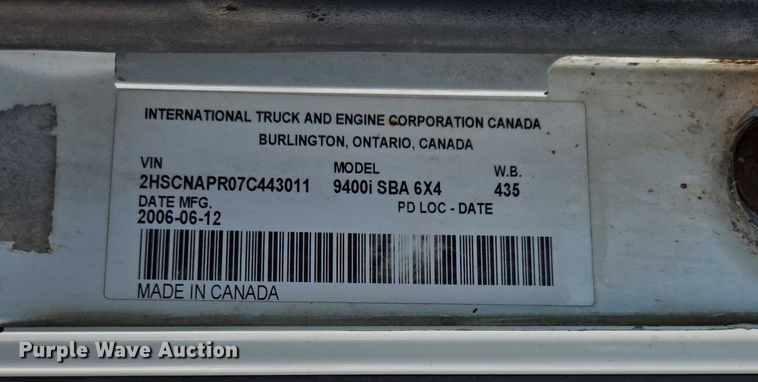 INTERNATIONAL TRUCK AND ENGINE CORPORATION CANADA
BURLINGTON, ONTARIO, CANADA
VIN MODEL W.B.
2HSCNAPR07C443011 9400i SBA 6X4 435
DATE MFG. PD LOC - DATE
2006-06-12
MADE IN CANADA
Purple Wave Auction